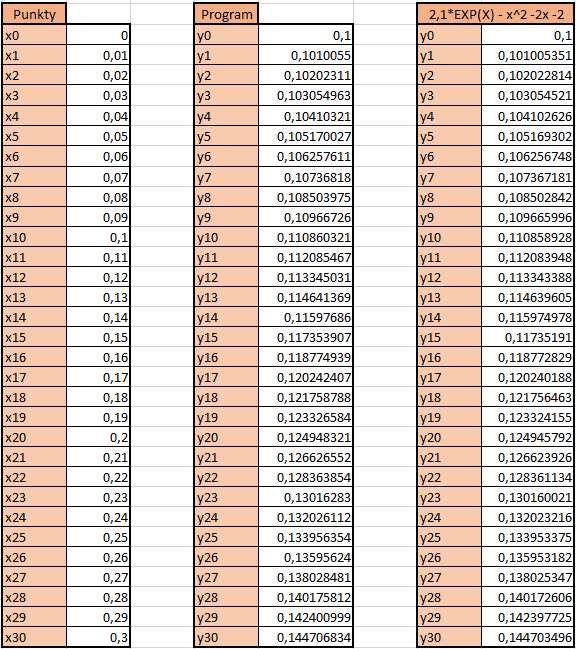 Punkty Program 2,1*EXP(X) - x^2 -2x -2
x0 0 y0 0,1 y0 0,1
x1 0,01 y1 0,1010055 y1 0,101005351
x2 0,02 y2 0,10202311 y2 0,102022814
x3 0,03 y3 0,103054963 y3 0,103054521
x4 0,04 y4 0,10410321 y4 0,104102626
x5 0,05 y5 0,105170027 y5 0,105169302
x6 0,06 y6 0,106257611 y6 0,106256748
x7 0,07 y7 0,10736818 y7 0,107367181
x8 0,08 y8 0,108503975 y8 0,108502842
x9 0,09 y9 0,10966726 y9 0,109665996
x10 0,1 y10 0,110860321 y10 0,110858928
x11 0,11 y11 0,112085467 y11 0,112083948
x12 0,12 y12 0,113345031 y12 0,113343388
x13 0,13 y13 0,114641369 y13 0,114639605
x14 0,14 y14 0,11597686 y14 0,115974978
x15 0,15 y15 0,117353907 y15 0,11735191
x16 0,16 y16 0,118774939 y16 0,118772829
x17 0,17 y17 0,120242407 y17 0,120240188
x18 0,18 y18 0,121758788 y18 0,121756463
x19 0,19 y19 0,123326584 y19 0,123324155
x20 0,2 y20 0,124948321 y20 0,124945792
x21 0,21 y21 0,126626552 y21 0,126623926
x22 0,22 y22 0,128363854 y22 0,128361134
x23 0,23 y23 0,13016283 y23 0,130160021
x24 0,24 y24 0,132026112 y24 0,132023216
x25 0,25 y25 0,133956354 y25 0,133953375
x26 0,26 y26 0,13595624 y26 0,135953182
x27 0,27 y27 0,138028481 y27 0,138025347
x28 0,28 y28 0,140175812 y28 0,140172606
x29 0,29 y29 0,142400999 y29 0,142397725
x30 0,3 y30 0,144706834 y30 0,144703496